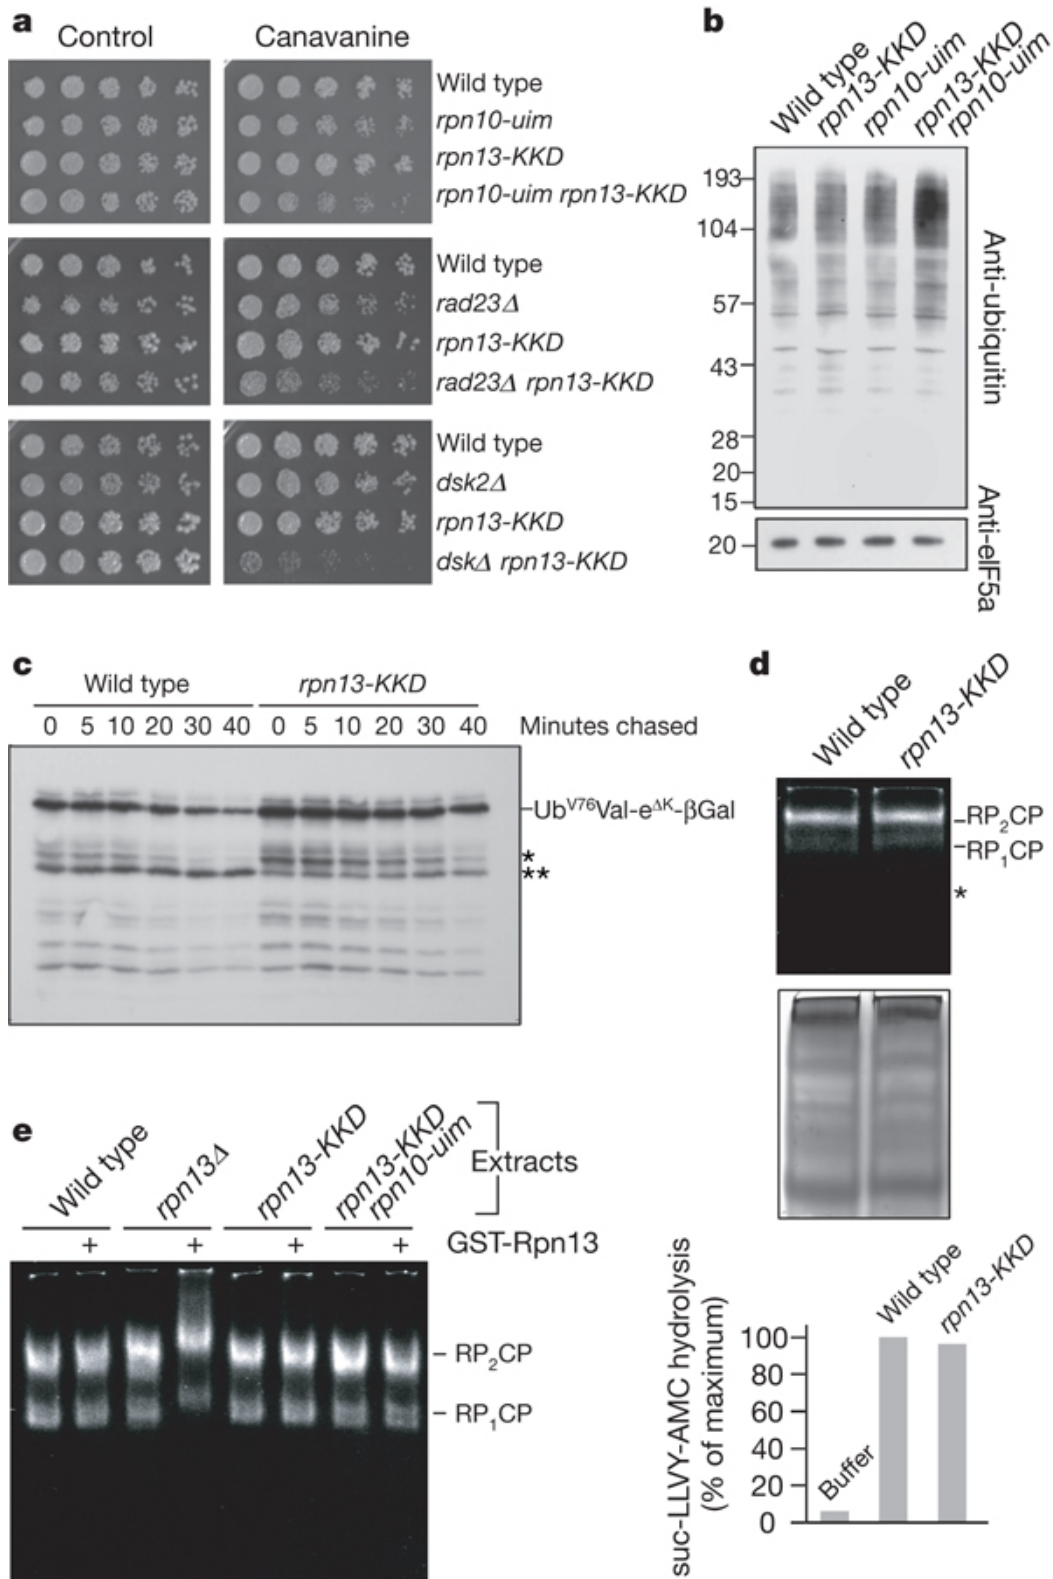 a
Control Canavanine
Wild type
rpn10-uim
rpn13-KKD
rpn10-uim rpn13-KKD
Wild type
rad23Δ
rpn13-KKD
rad23Δ rpn13-KKD
Wild type
dsk2Δ
rpn13-KKD
dskΔ rpn13-KKD
b
Wild type
rpn13-KKD
rpn10-uim
rpn13-KKD
rpn10-uim
193
104
57
43
28
20
15
Anti-ubiquitin
20
Anti-eIF5a
c
Wild type rpn13-KKD
0 5 10 20 30 40 0 5 10 20 30 40 Minutes chased
Ub^V76Val-e^ΔK-βGal
*
**
d
Wild type
rpn13-KKD
RP₂CP
RP₁CP
*
suc-LLVY-AMC hydrolysis
(% of maximum)
100
80
60
40
20
0
Buffer
Wild type
rpn13-KKD
e
Wild type
rpn13Δ
rpn13-KKD
rpn13-KKD
rpn10-uim
Extracts
+ + + + GST-Rpn13
RP₂CP
RP₁CP